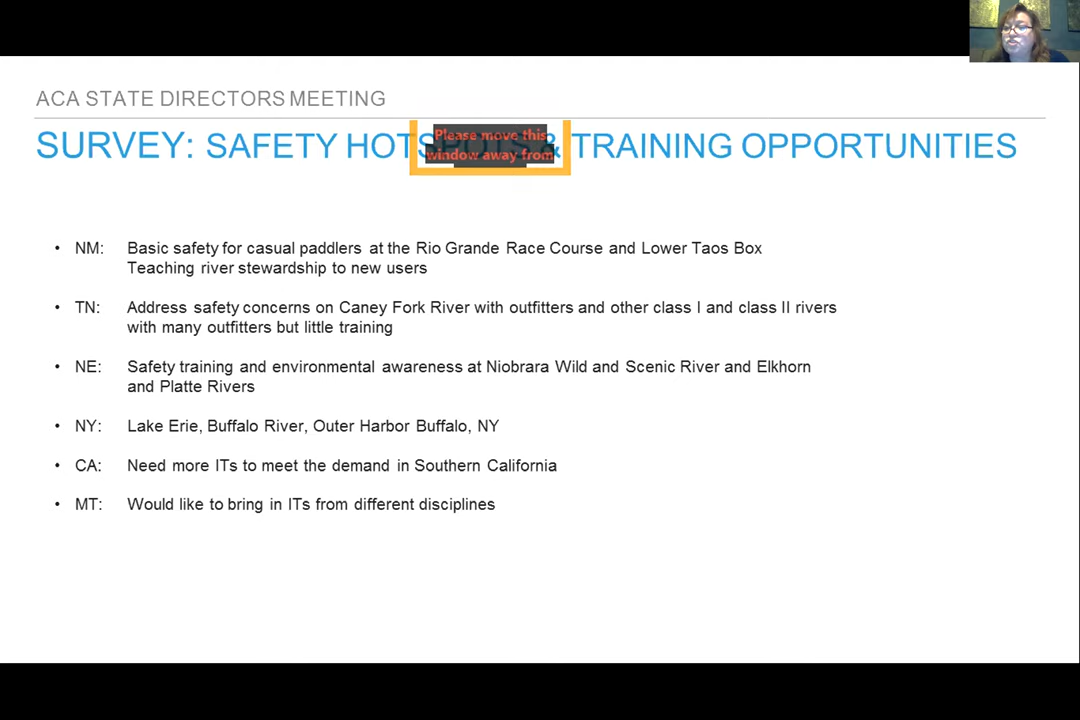 ACA STATE DIRECTORS MEETING
SURVEY: SAFETY HOTSPOTS & TRAINING OPPORTUNITIES
Please move this
window away from
• NM: Basic safety for casual paddlers at the Rio Grande Race Course and Lower Taos Box
Teaching river stewardship to new users
• TN: Address safety concerns on Caney Fork River with outfitters and other class I and class II rivers
with many outfitters but little training
• NE: Safety training and environmental awareness at Niobrara Wild and Scenic River and Elkhorn
and Platte Rivers
• NY: Lake Erie, Buffalo River, Outer Harbor Buffalo, NY
• CA: Need more ITs to meet the demand in Southern California
• MT: Would like to bring in ITs from different disciplines